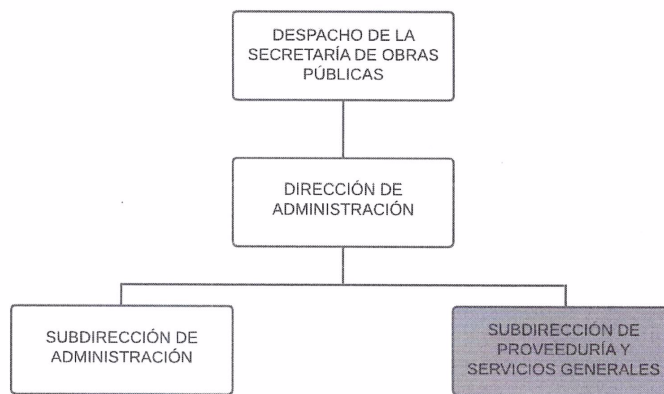 DESPACHO DE LA
SECRETARÍA DE OBRAS
PÚBLICAS
DIRECCIÓN DE
ADMINISTRACIÓN
SUBDIRECCIÓN DE
ADMINISTRACIÓN
SUBDIRECCIÓN DE
PROVEEDURÍA Y
SERVICIOS GENERALES